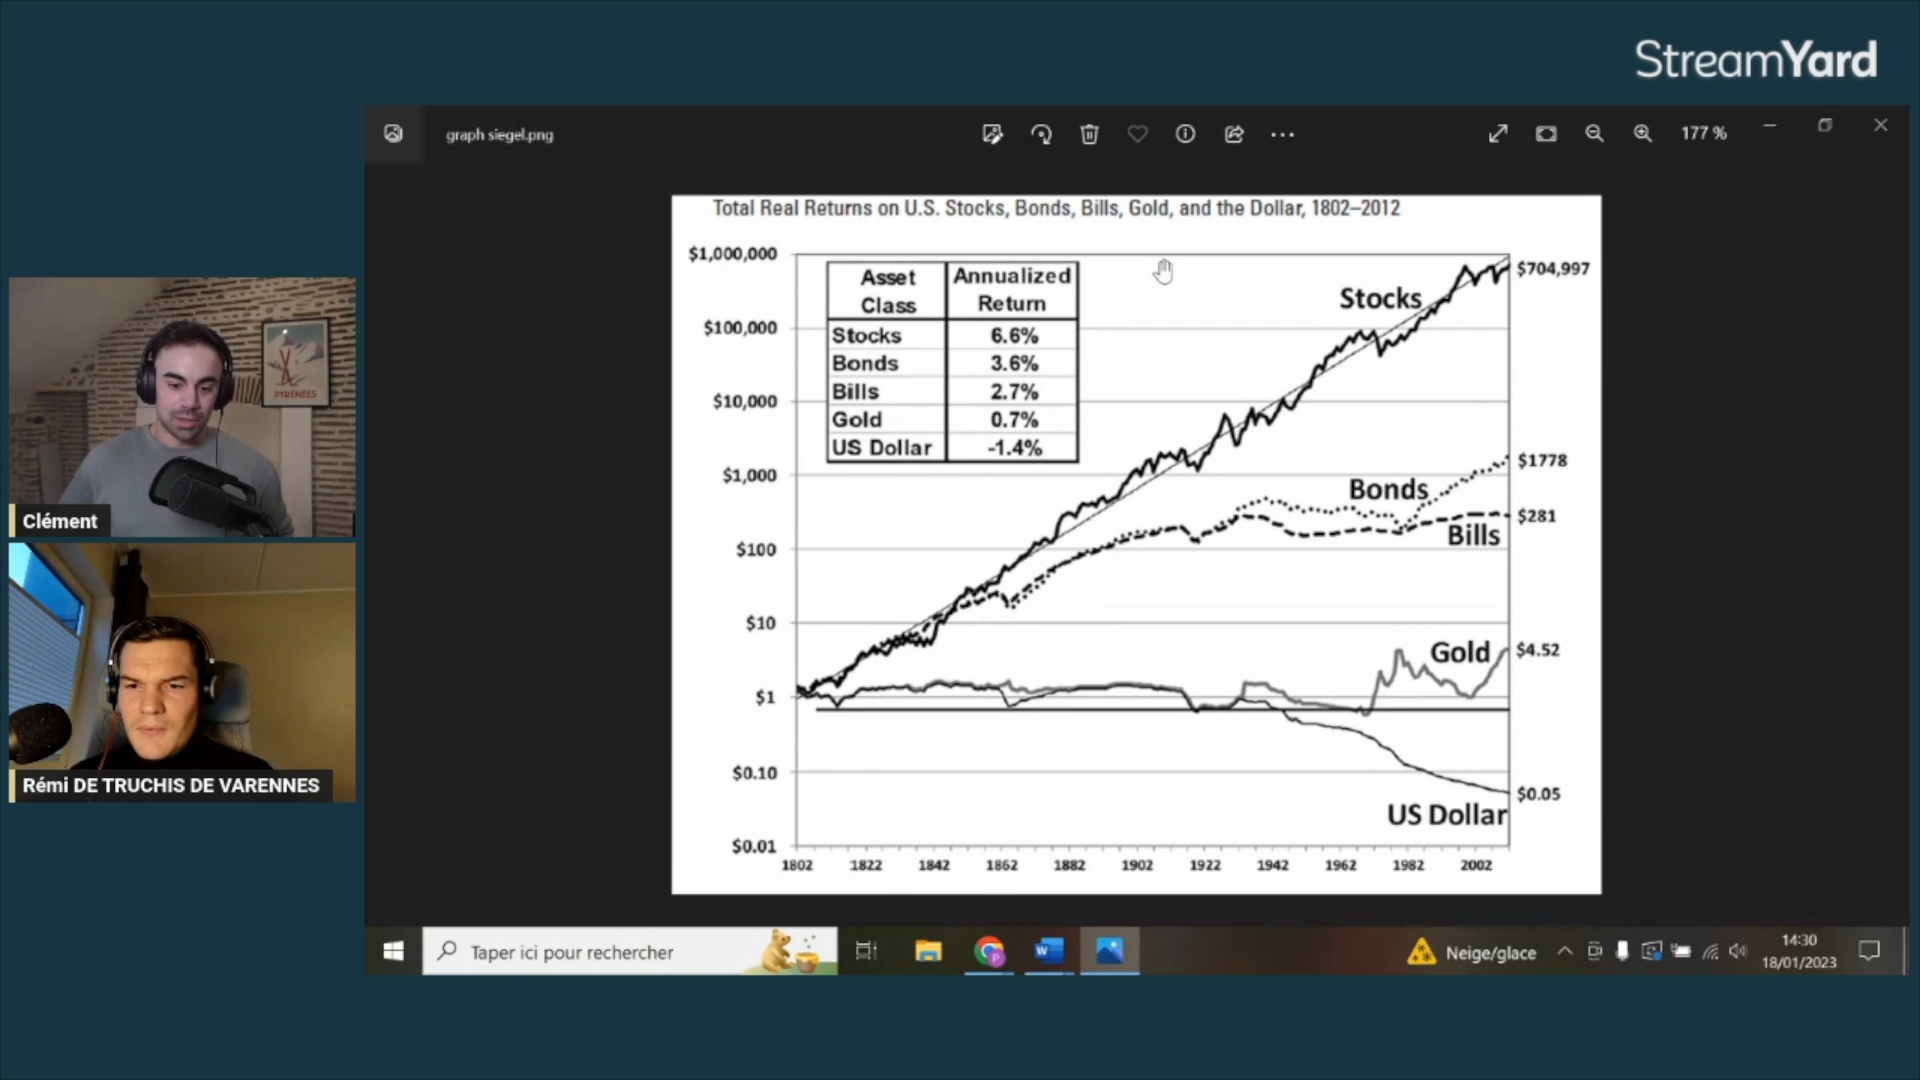 StreamYard
graph siegel.png
177 %
Total Real Returns on U.S. Stocks, Bonds, Bills, Gold, and the Dollar, 1802–2012
$1,000,000
$100,000
$10,000
$1,000
$100
$10
$1
$0.10
$0.01
Asset Class Annualized Return
Stocks 6.6%
Bonds 3.6%
Bills 2.7%
Gold 0.7%
US Dollar -1.4%
Stocks
$704,997
Bonds
$1778
Bills
$281
Gold
$4.52
US Dollar
$0.05
1802 1822 1842 1862 1882 1902 1922 1942 1962 1982 2002
PYRENEES
Clément
Rémi DE TRUCHIS DE VARENNES
Taper ici pour rechercher
W
P
Neige/glace
14:30
18/01/2023